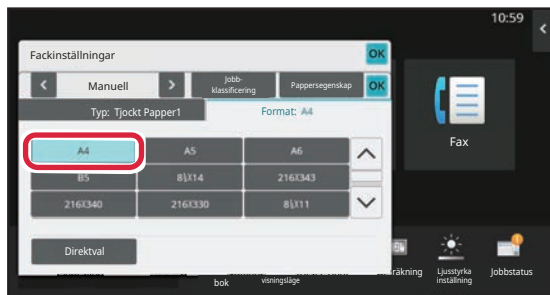 10:59
Fackinställningar
OK
Manuell
Jobb-
klassificering
Pappersegenskap
OK
Typ: Tjockt Papper1
Format: A4
A4
A5
A6
B5
8½X14
216X343
216X340
216X330
8½X11
Fax
Direktval
bok
visningsläge
räkning
Ljusstyrka
inställning
Jobbstatus